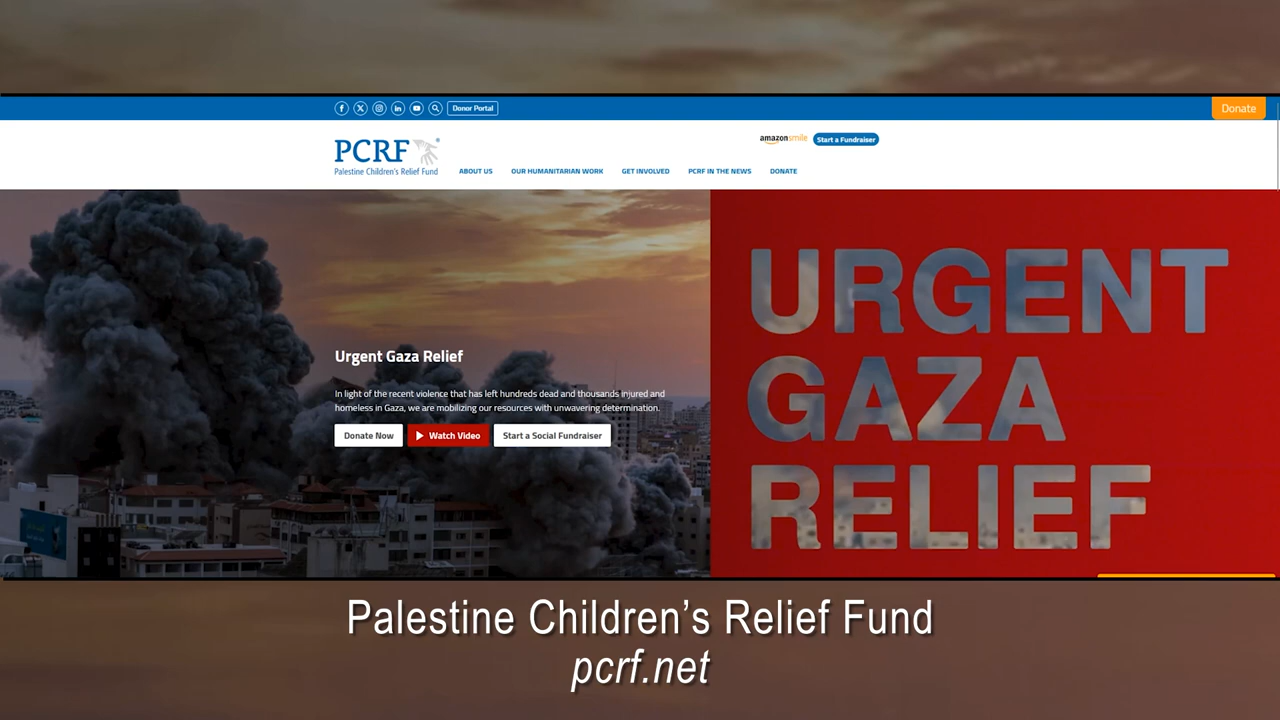 Donor Portal
Donate
PCRF
Palestine Children's Relief Fund
amazonsmile
Start a Fundraiser
ABOUT US
OUR HUMANITARIAN WORK
GET INVOLVED
PCRF IN THE NEWS
DONATE
Urgent Gaza Relief
In light of the recent violence that has left hundreds dead and thousands injured and
homeless in Gaza, we are mobilizing our resources with unwavering determination.
Donate Now
Watch Video
Start a Social Fundraiser
URGENT
GAZA
RELIEF
Palestine Children’s Relief Fund
pcrf.net